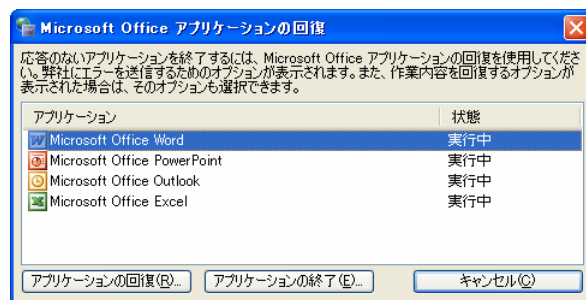 Microsoft Office アプリケーションの回復
応答のないアプリケーションを終了するには、Microsoft Office アプリケーションの回復を使用してくださ
い。弊社にエラーを送信するためのオプションが表示されます。また、作業内容を回復するオプションが
表示された場合は、そのオプションも選択できます。
アプリケーション 状態
Microsoft Office Word 実行中
Microsoft Office PowerPoint 実行中
Microsoft Office Outlook 実行中
Microsoft Office Excel 実行中
アプリケーションの回復(R)... アプリケーションの終了(E)... キャンセル(C)